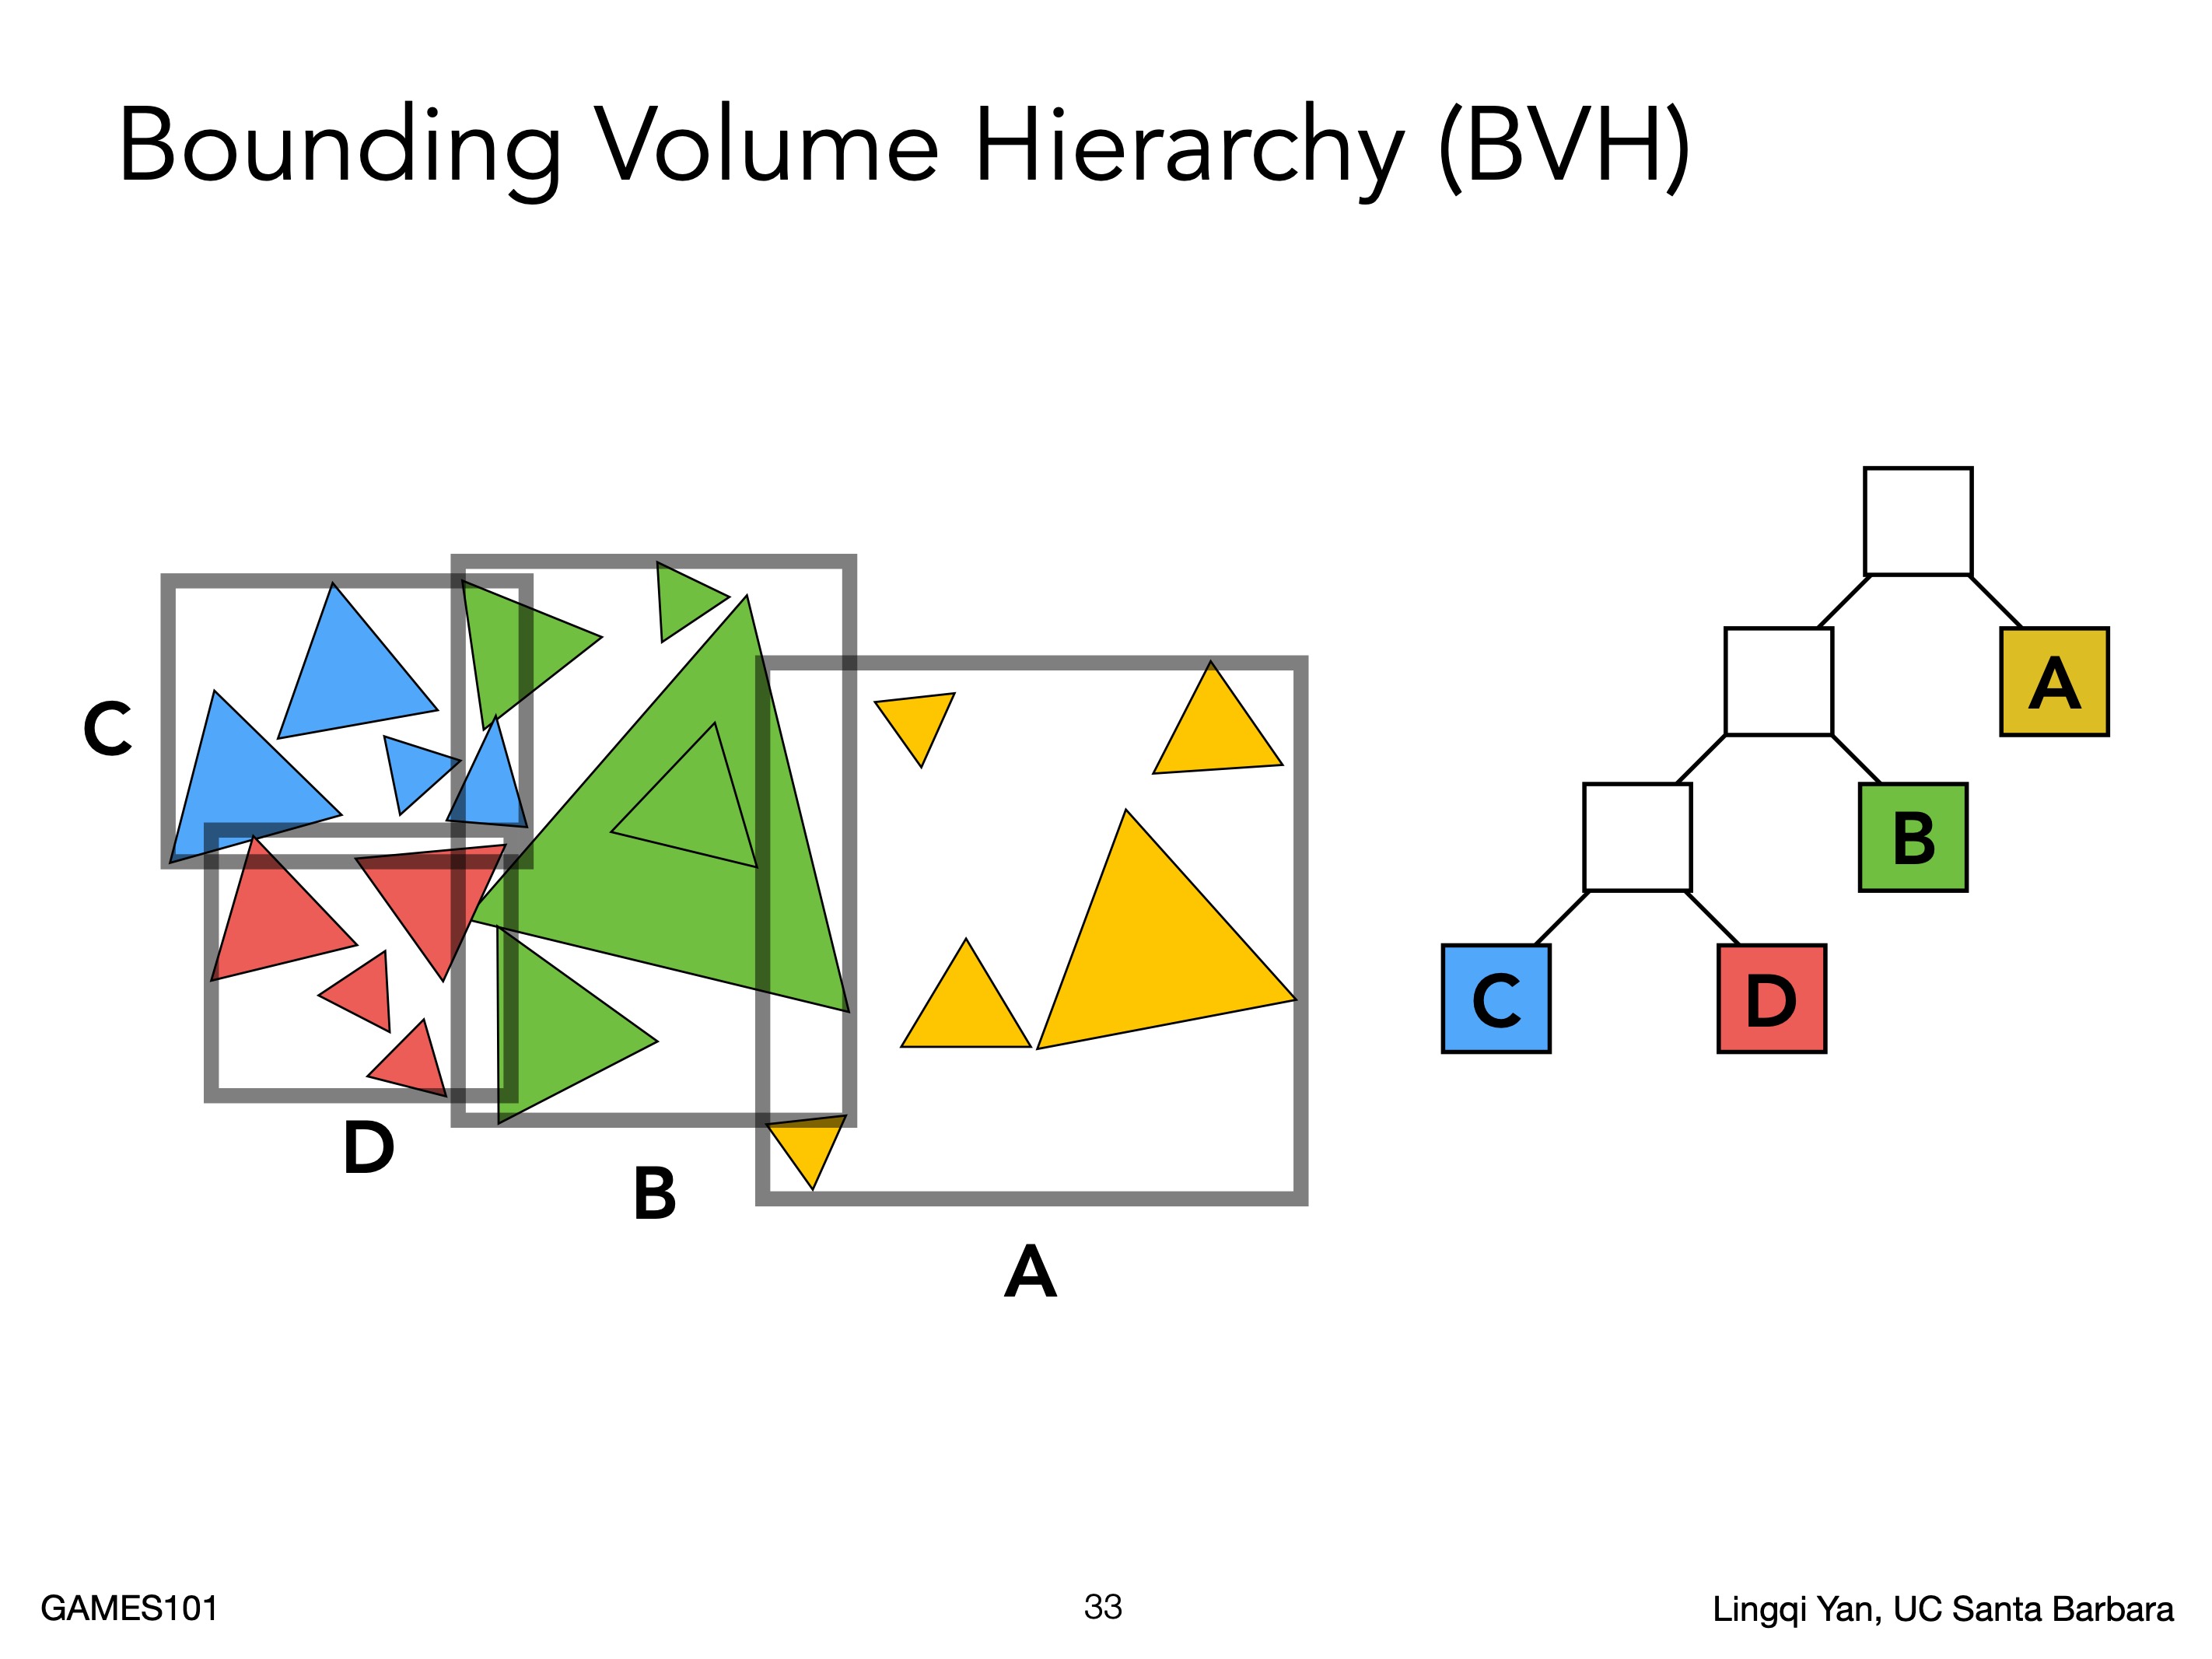 Bounding Volume Hierarchy (BVH)
C
D
B
A
A
B
C
D
GAMES101
33
Lingqi Yan, UC Santa Barbara